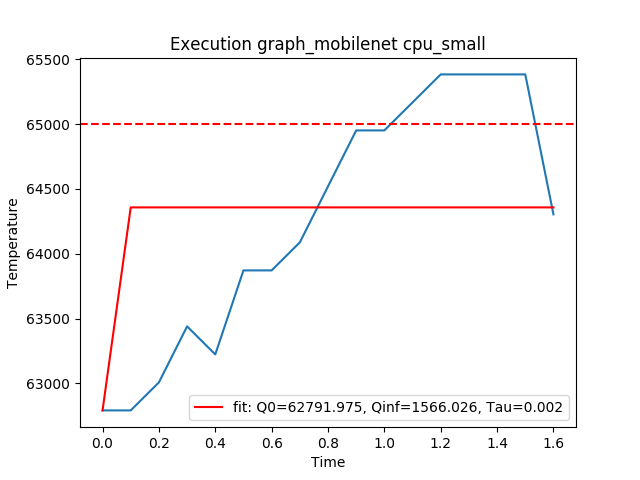 Execution graph_mobilenet cpu_small
65500
65000
64500
64000
63500
63000
Temperature
fit: Q0=62791.975, Qinf=1566.026, Tau=0.002
0.0 0.2 0.4 0.6 0.8 1.0 1.2 1.4 1.6
Time